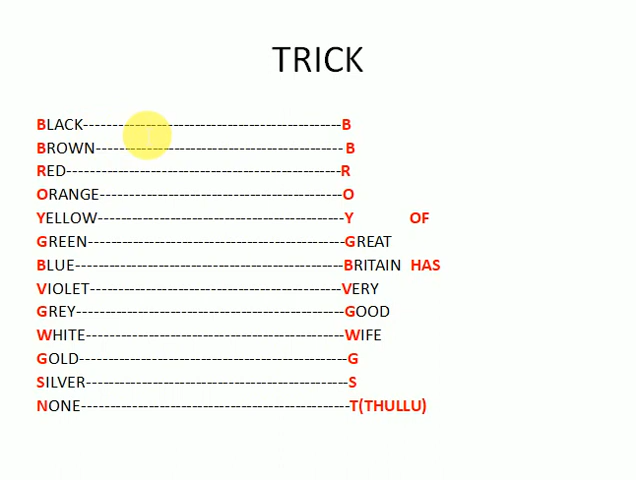 TRICK
BLACK--------------------------------------------B
BROWN------------------------------------------ B
RED-----------------------------------------------R
ORANGE-----------------------------------------O
YELLOW------------------------------------------Y OF
GREEN--------------------------------------------GREAT
BLUE----------------------------------------------BRITAIN HAS
VIOLET-------------------------------------------VERY
GREY----------------------------------------------GOOD
WHITE--------------------------------------------WIFE
GOLD----------------------------------------------G
SILVER---------------------------------------------S
NONE----------------------------------------------T(THULLU)